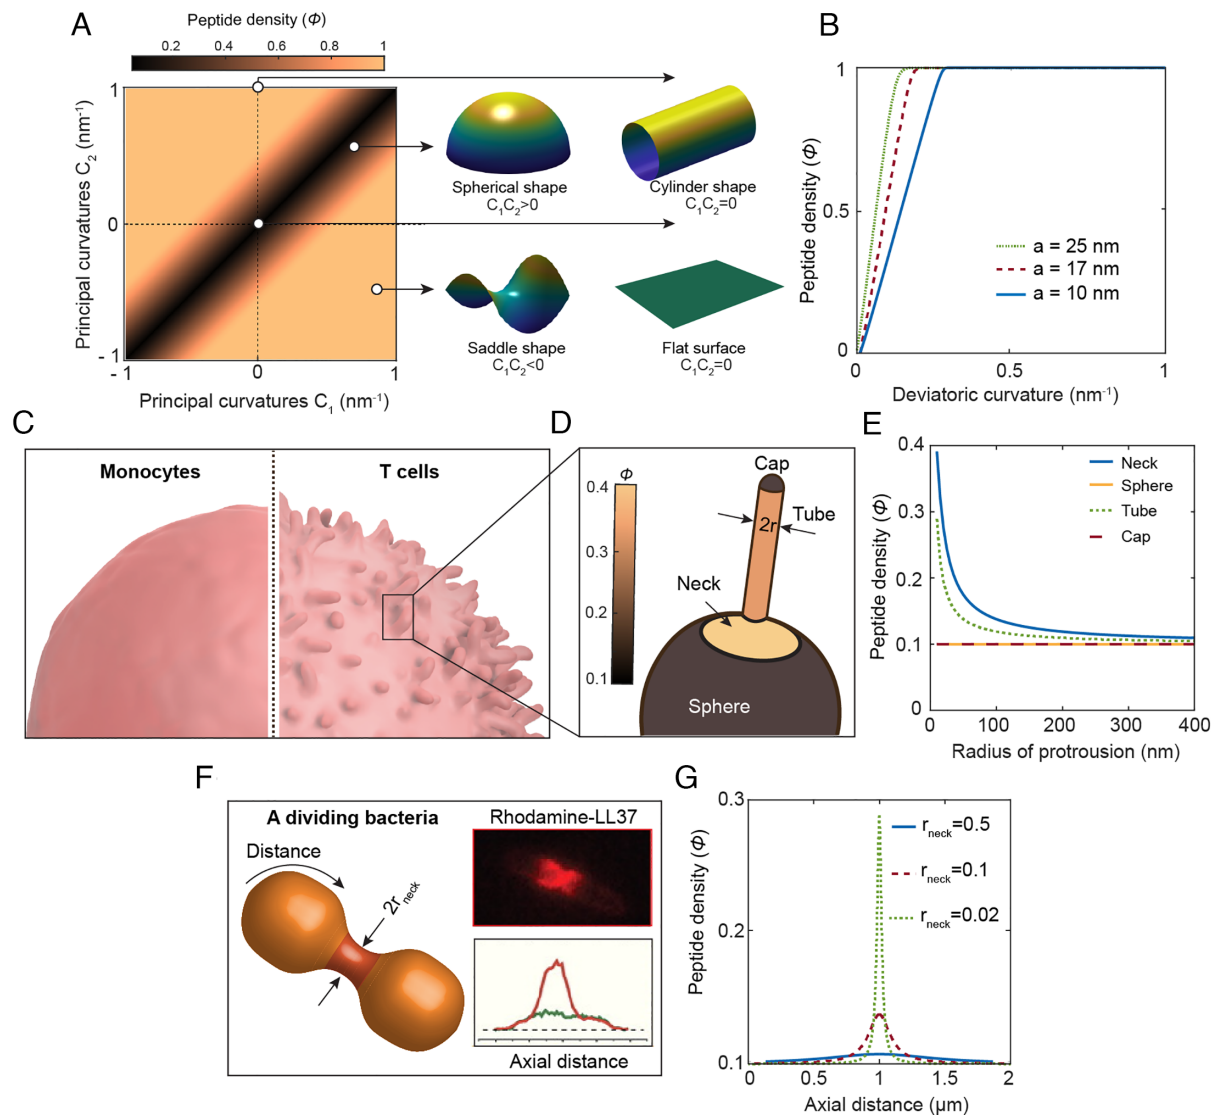 A
Peptide density (Φ)
0.2 0.4 0.6 0.8 1
Principal curvatures C2 (nm-1)
1
0
- 1
-1 0 1
Principal curvatures C1 (nm-1)
Spherical shape
C1C2>0
Cylinder shape
C1C2=0
Saddle shape
C1C2<0
Flat surface
C1C2=0
B
Peptide density (Φ)
1
0.5
0
a = 25 nm
a = 17 nm
a = 10 nm
0 0.5 1
Deviatoric curvature (nm-1)
C
Monocytes
T cells
D
Φ
0.4
0.3
0.2
0.1
Cap
2r
Tube
Neck
Sphere
E
Peptide density (Φ)
0.4
0.3
0.2
0.1
0
Neck
Sphere
Tube
Cap
0 100 200 300 400
Radius of protrousion (nm)
F
A dividing bacteria
Distance
2rneck
Rhodamine-LL37
Axial distance
G
Peptide density (Φ)
0.3
0.2
0.1
rneck=0.5
rneck=0.1
rneck=0.02
0 0.5 1 1.5 2
Axial distance (μm)